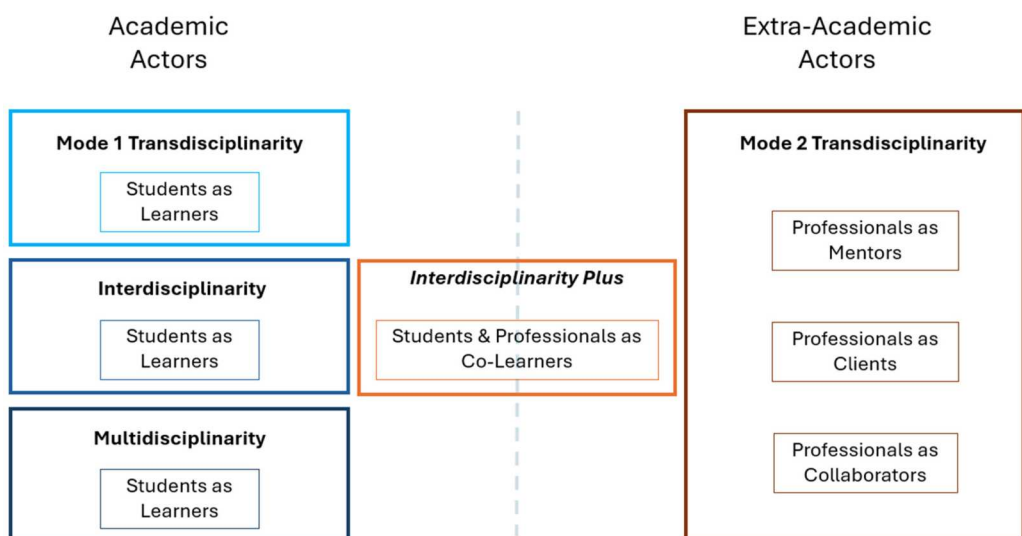 Academic
Actors
Extra-Academic
Actors
Mode 1 Transdisciplinarity
Students as
Learners
Interdisciplinarity
Students as
Learners
Multidisciplinarity
Students as
Learners
Interdisciplinarity Plus
Students & Professionals as
Co-Learners
Mode 2 Transdisciplinarity
Professionals as
Mentors
Professionals as
Clients
Professionals as
Collaborators